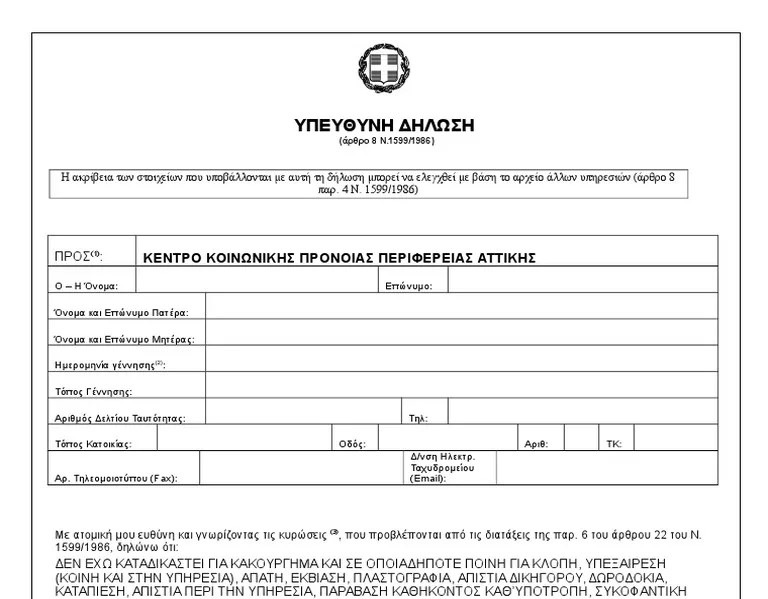 ΥΠΕΥΘΥΝΗ ΔΗΛΩΣΗ
(άρθρο 8 Ν.1599/1986)
Η ακρίβεια των στοιχείων που υποβάλλονται με αυτή τη δήλωση μπορεί να ελεγχθεί με βάση το αρχείο άλλων υπηρεσιών (άρθρο 8
παρ. 4 Ν. 1599/1986)
ΠΡΟΣ(1): ΚΕΝΤΡΟ ΚΟΙΝΩΝΙΚΗΣ ΠΡΟΝΟΙΑΣ ΠΕΡΙΦΕΡΕΙΑΣ ΑΤΤΙΚΗΣ
Ο – Η Όνομα: Επώνυμο:
Όνομα και Επώνυμο Πατέρα:
Όνομα και Επώνυμο Μητέρας:
Ημερομηνία γέννησης(2):
Τόπος Γέννησης:
Αριθμός Δελτίου Ταυτότητας: Τηλ:
Τόπος Κατοικίας: Οδός: Αριθ: ΤΚ:
Αρ. Τηλεομοιοτύπου (Fax):
Δ/νση Ηλεκτρ.
Ταχυδρομείου
(Email):
Με ατομική μου ευθύνη και γνωρίζοντας τις κυρώσεις (3), που προβλέπονται από τις διατάξεις της παρ. 6 του άρθρου 22 του Ν.
1599/1986, δηλώνω ότι:
ΔΕΝ ΕΧΩ ΚΑΤΑΔΙΚΑΣΤΕΙ ΓΙΑ ΚΑΚΟΥΡΓΗΜΑ ΚΑΙ ΣΕ ΟΠΟΙΑΔΗΠΟΤΕ ΠΟΙΝΗ ΓΙΑ ΚΛΟΠΗ, ΥΠΕΞΑΙΡΕΣΗ
(ΚΟΙΝΗ ΚΑΙ ΣΤΗΝ ΥΠΗΡΕΣΙΑ), ΑΠΑΤΗ, ΕΚΒΙΑΣΗ, ΠΛΑΣΤΟΓΡΑΦΙΑ, ΑΠΙΣΤΙΑ ΔΙΚΗΓΟΡΟΥ, ΔΩΡΟΔΟΚΙΑ,
ΚΑΤΑΠΙΕΣΗ, ΑΠΙΣΤΙΑ ΠΕΡΙ ΤΗΝ ΥΠΗΡΕΣΙΑ, ΠΑΡΑΒΑΣΗ ΚΑΘΗΚΟΝΤΟΣ ΚΑΘ'ΥΠΟΤΡΟΠΗ, ΣΥΚΟΦΑΝΤΙΚΗ